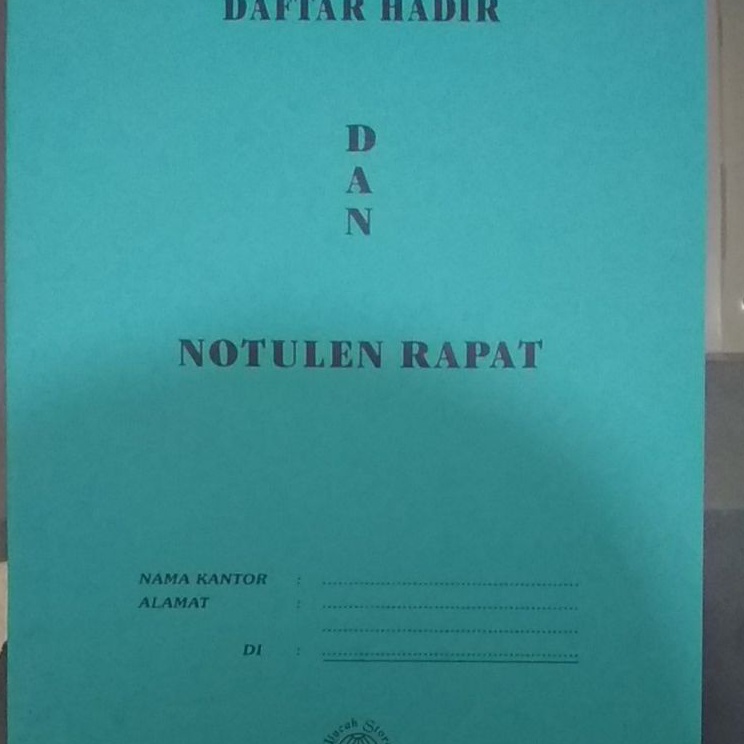 DAFTAR HADIR
D
A
N
NOTULEN RAPAT
NAMA KANTOR : ........................................
ALAMAT : ........................................
........................................
DI : ........................................